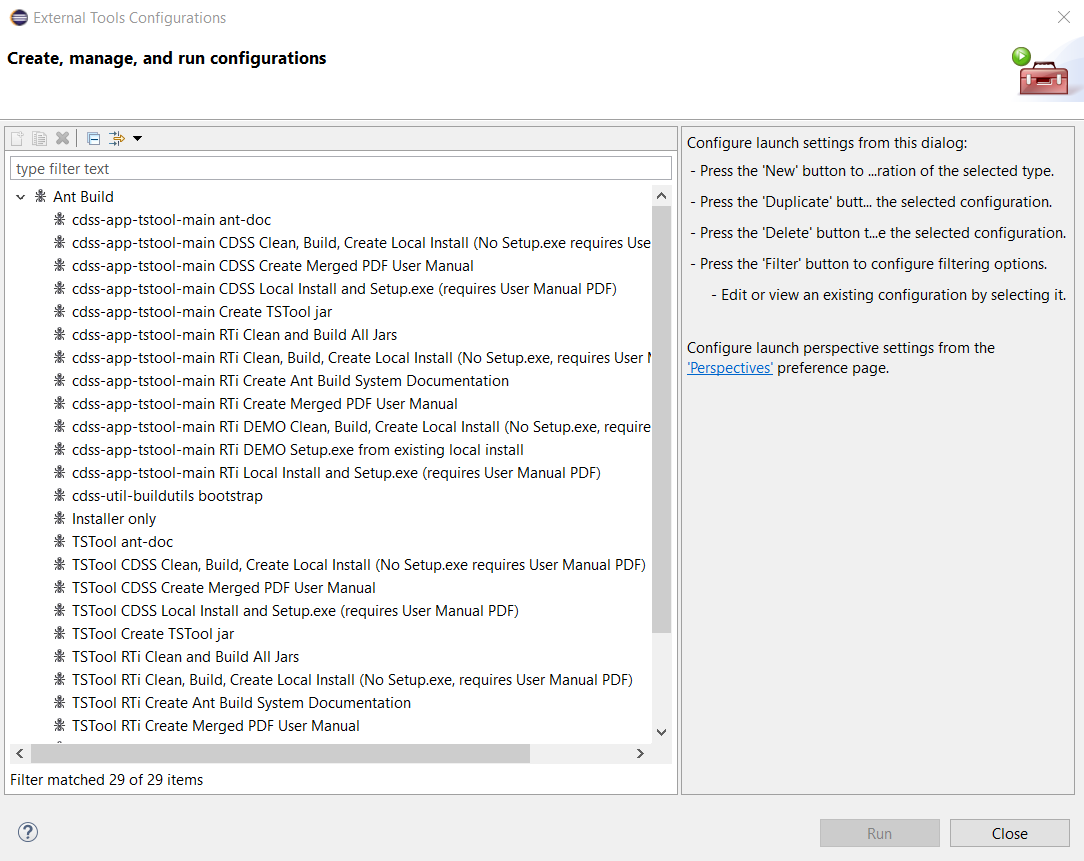 External Tools Configurations
Create, manage, and run configurations
type filter text
Ant Build
cdss-app-tstool-main ant-doc
cdss-app-tstool-main CDSS Clean, Build, Create Local Install (No Setup.exe requires Use
cdss-app-tstool-main CDSS Create Merged PDF User Manual
cdss-app-tstool-main CDSS Local Install and Setup.exe (requires User Manual PDF)
cdss-app-tstool-main Create TSTool jar
cdss-app-tstool-main RTi Clean and Build All Jars
cdss-app-tstool-main RTi Clean, Build, Create Local Install (No Setup.exe, requires User
cdss-app-tstool-main RTi Create Ant Build System Documentation
cdss-app-tstool-main RTi Create Merged PDF User Manual
cdss-app-tstool-main RTi DEMO Clean, Build, Create Local Install (No Setup.exe, require
cdss-app-tstool-main RTi DEMO Setup.exe from existing local install
cdss-app-tstool-main RTi Local Install and Setup.exe (requires User Manual PDF)
cdss-util-buildutils bootstrap
Installer only
TSTool ant-doc
TSTool CDSS Clean, Build, Create Local Install (No Setup.exe requires User Manual PDF)
TSTool CDSS Create Merged PDF User Manual
TSTool CDSS Local Install and Setup.exe (requires User Manual PDF)
TSTool Create TSTool jar
TSTool RTi Clean and Build All Jars
TSTool RTi Clean, Build, Create Local Install (No Setup.exe, requires User Manual PDF)
TSTool RTi Create Ant Build System Documentation
TSTool RTi Create Merged PDF User Manual
Filter matched 29 of 29 items
Configure launch settings from this dialog:
- Press the 'New' button to ...ration of the selected type.
- Press the 'Duplicate' butt... the selected configuration.
- Press the 'Delete' button t...e the selected configuration.
- Press the 'Filter' button to configure filtering options.
- Edit or view an existing configuration by selecting it.
Configure launch perspective settings from the
'Perspectives' preference page.
Run
Close